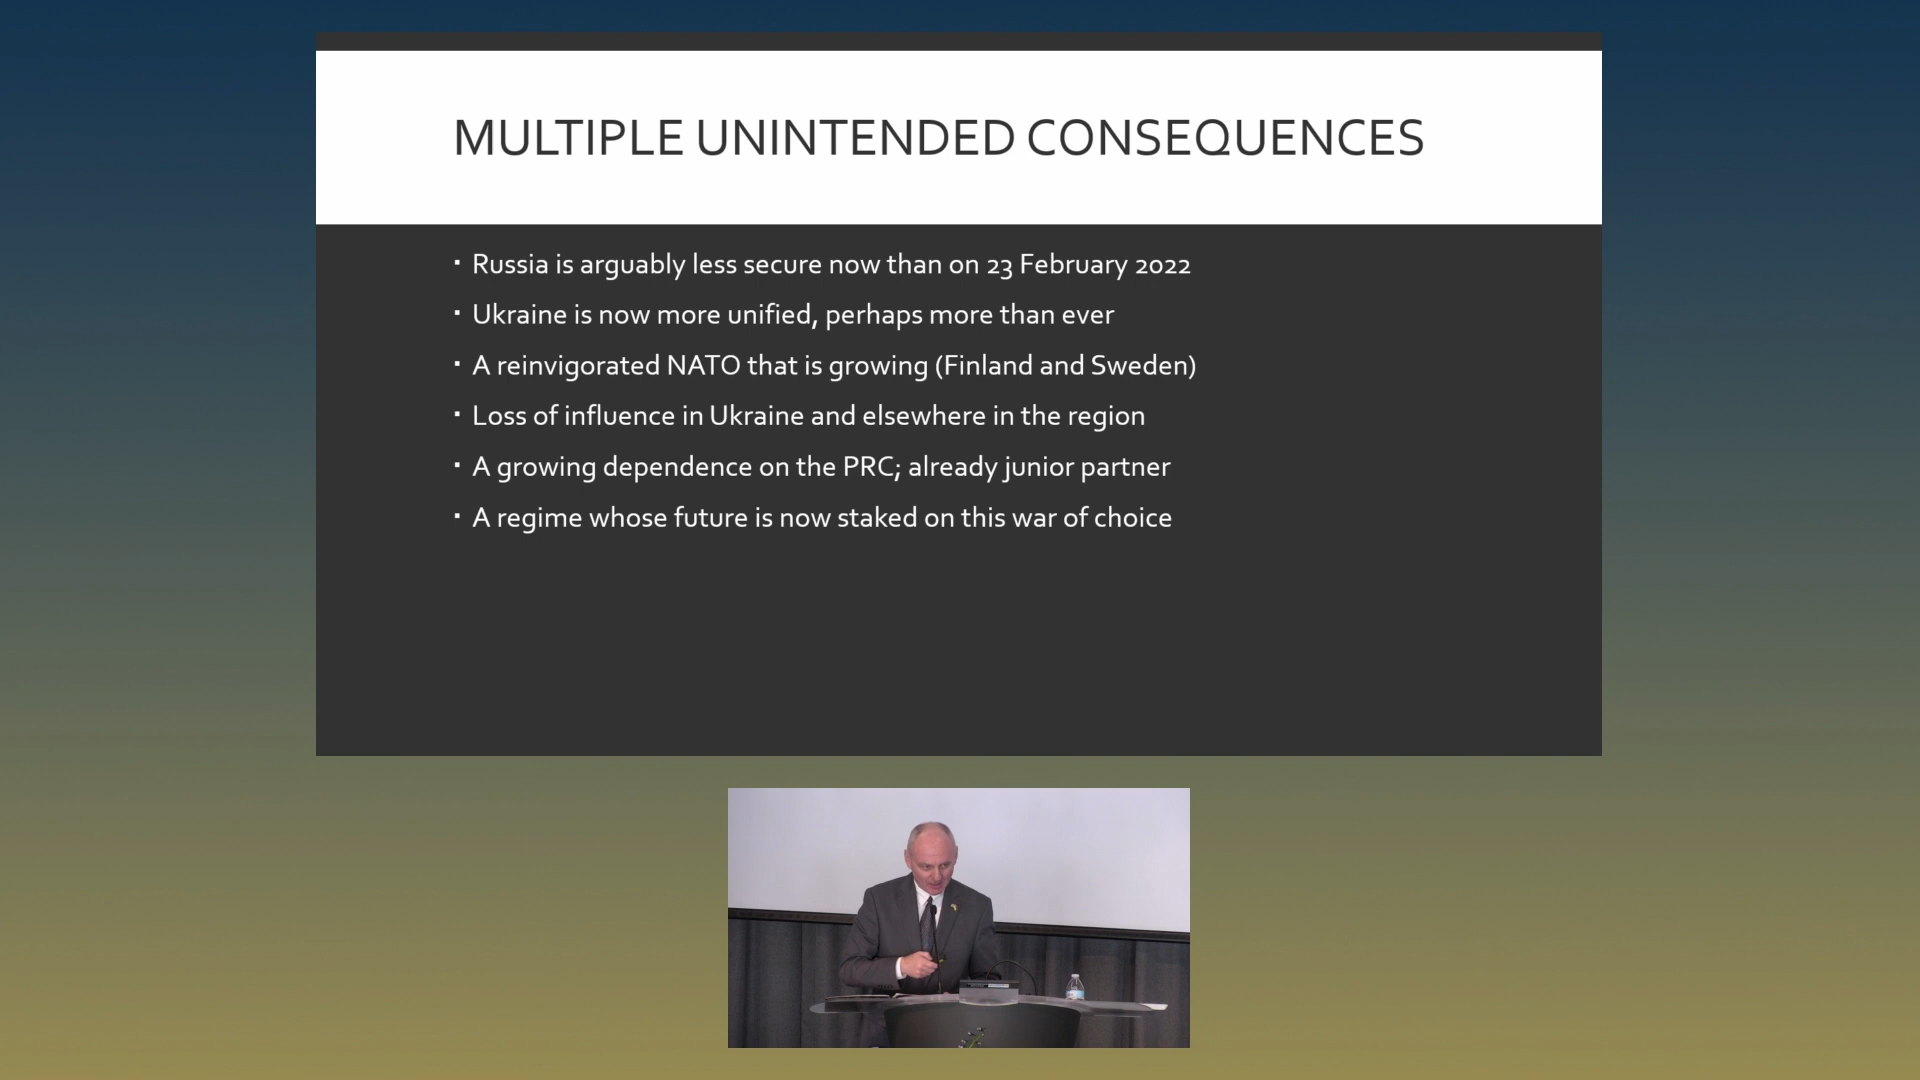 MULTIPLE UNINTENDED CONSEQUENCES
▪ Russia is arguably less secure now than on 23 February 2022
▪ Ukraine is now more unified, perhaps more than ever
▪ A reinvigorated NATO that is growing (Finland and Sweden)
▪ Loss of influence in Ukraine and elsewhere in the region
▪ A growing dependence on the PRC; already junior partner
▪ A regime whose future is now staked on this war of choice